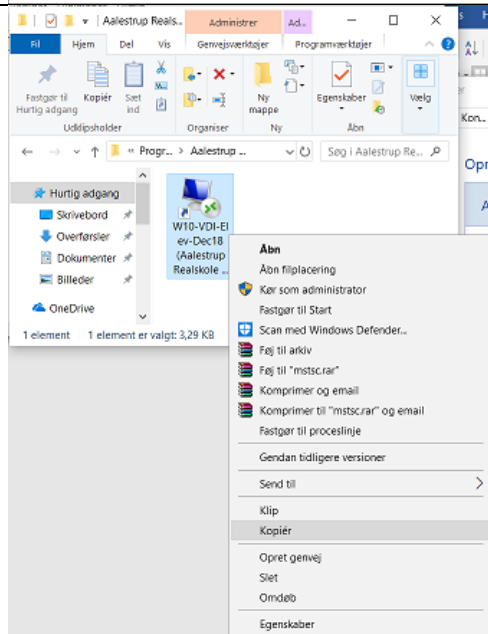 Aalestrup Reals...
Administrer
Ad...
Fil
Hjem
Del
Vis
Genvejsværktøjer
Programværktøjer
Fastgør til
Hurtig adgang
Kopiér
Sæt
ind
Ny
mappe
Egenskaber
Vælg
Udklipsholder
Organiser
Ny
Åbn
« Progr... > Aalestrup ...
Søg i Aalestrup Re...
Hurtig adgang
Skrivebord
Overførsler
Dokumenter
Billeder
OneDrive
W10-VDI-El
ev-Dec18
(Aalestrup
Realskole ...
1 element
1 element er valgt: 3,29 KB
Åbn
Åbn filplacering
Kør som administrator
Fastgør til Start
Scan med Windows Defender...
Føj til arkiv
Føj til "mstsc.rar"
Komprimer og email
Komprimer til "mstsc.rar" og email
Fastgør til proceslinje
Gendan tidligere versioner
Send til
Klip
Kopiér
Opret genvej
Slet
Omdøb
Egenskaber
Kon...
Opr